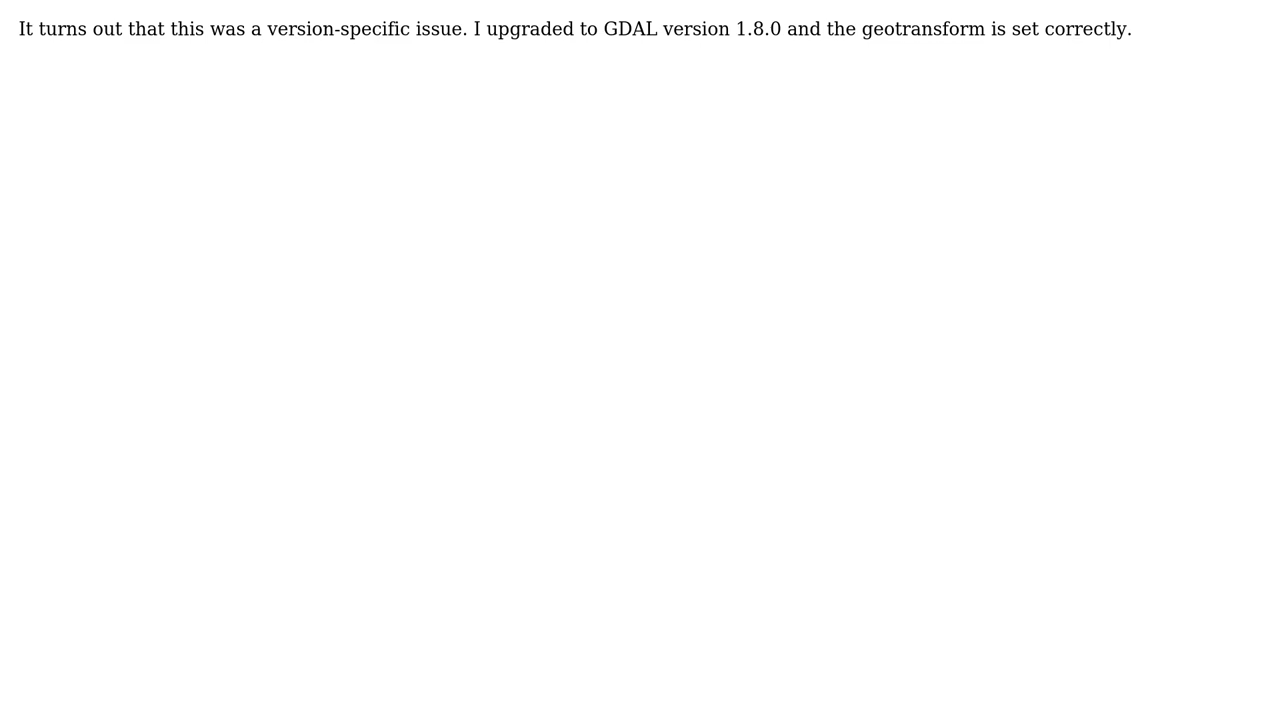 It turns out that this was a version-specific issue. I upgraded to GDAL version 1.8.0 and the geotransform is set correctly.